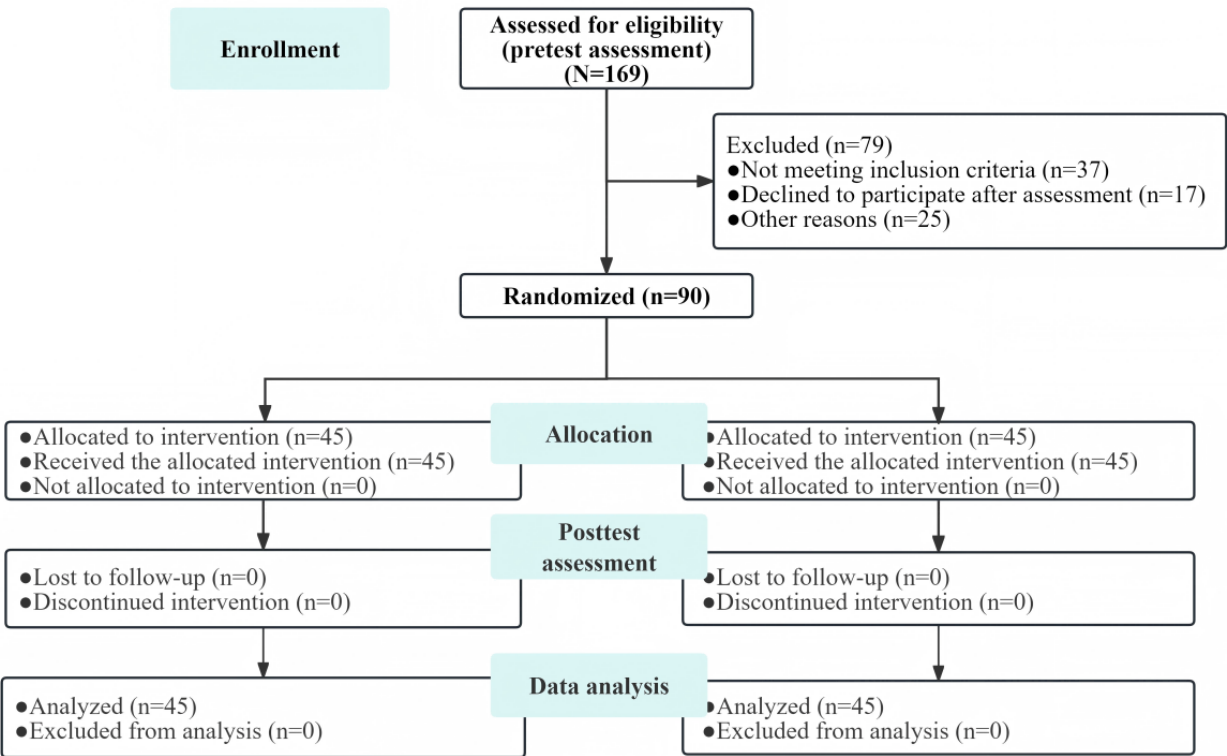 Enrollment
Assessed for eligibility
(pretest assessment)
(N=169)
Excluded (n=79)
●Not meeting inclusion criteria (n=37)
●Declined to participate after assessment (n=17)
●Other reasons (n=25)
Randomized (n=90)
●Allocated to intervention (n=45)
●Received the allocated intervention (n=45)
●Not allocated to intervention (n=0)
Allocation
●Allocated to intervention (n=45)
●Received the allocated intervention (n=45)
●Not allocated to intervention (n=0)
●Lost to follow-up (n=0)
●Discontinued intervention (n=0)
Posttest
assessment
●Lost to follow-up (n=0)
●Discontinued intervention (n=0)
●Analyzed (n=45)
●Excluded from analysis (n=0)
Data analysis
●Analyzed (n=45)
●Excluded from analysis (n=0)